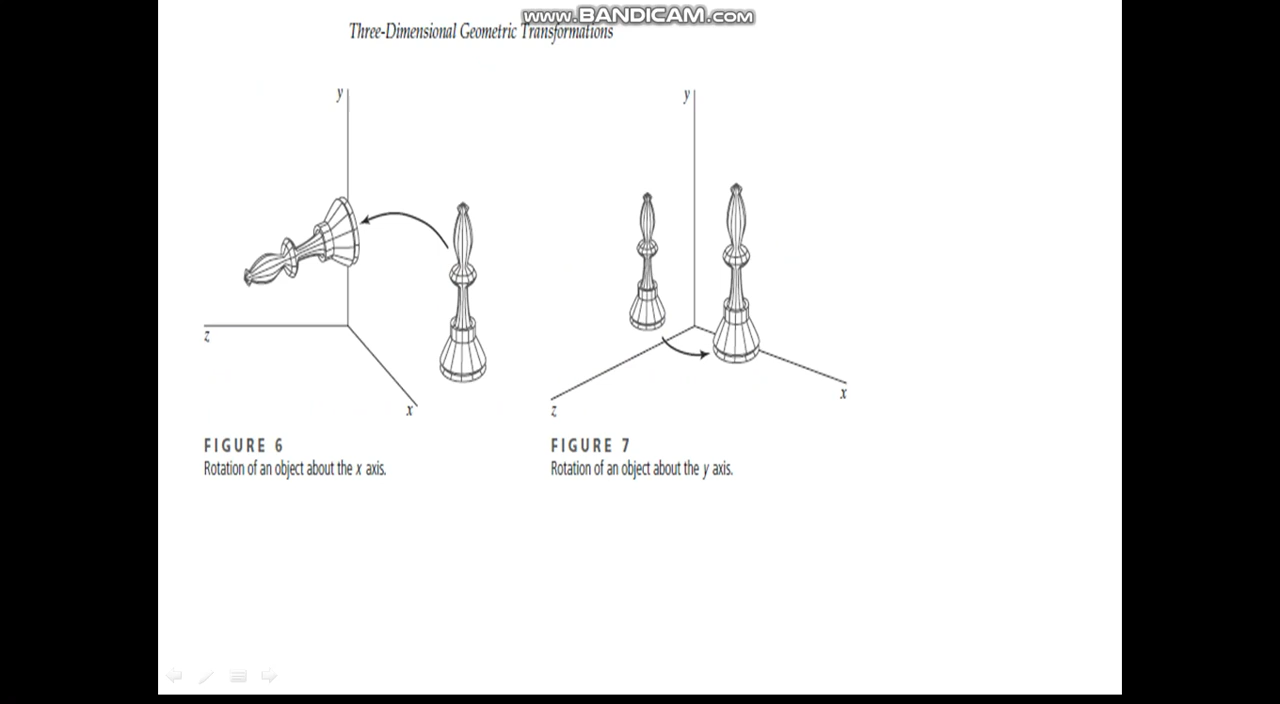 www.BANDICAM.com
Three-Dimensional Geometric Transformations
y
z
x
y
z
x
FIGURE 6
Rotation of an object about the x axis.
FIGURE 7
Rotation of an object about the y axis.